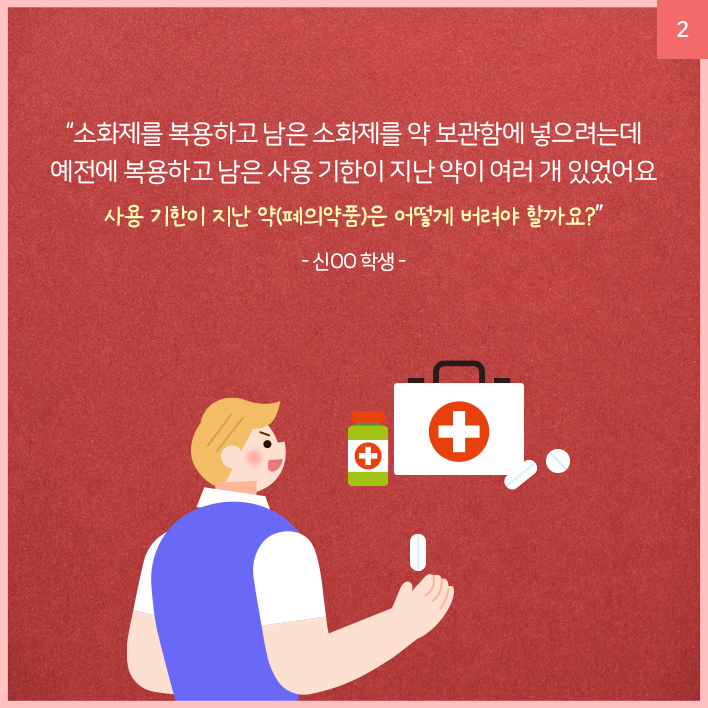 2
“소화제를 복용하고 남은 소화제를 약 보관함에 넣으려는데
예전에 복용하고 남은 사용 기한이 지난 약이 여러 개 있었어요
사용 기한이 지난 약(폐의약품)은 어떻게 버려야 할까요?”
- 신OO 학생 -